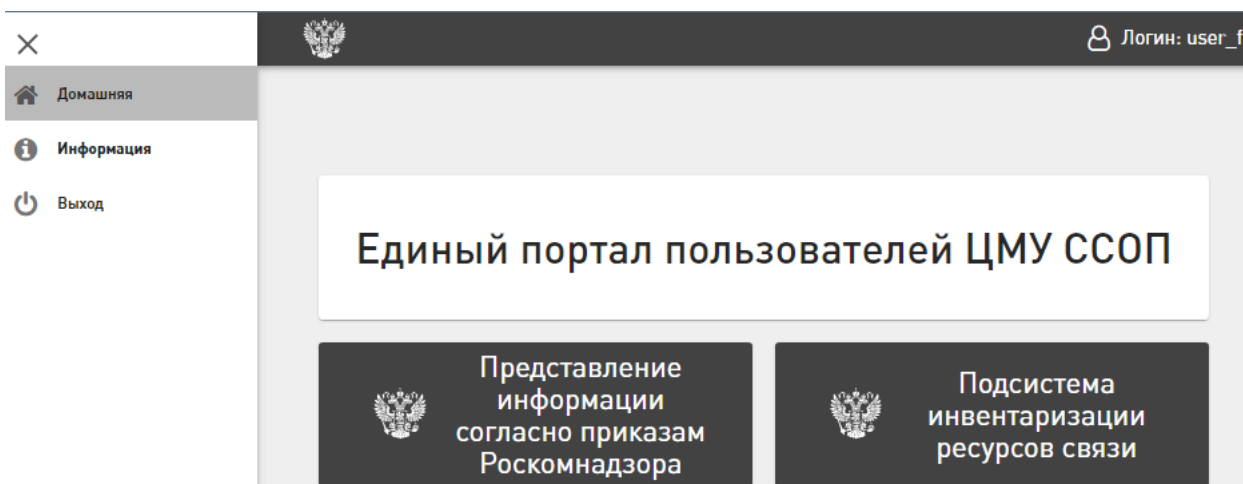 Логин: user_f
Домашняя
Информация
Выход
Единый портал пользователей ЦМУ ССОП
Представление
информации
согласно приказам
Роскомнадзора
Подсистема
инвентаризации
ресурсов связи